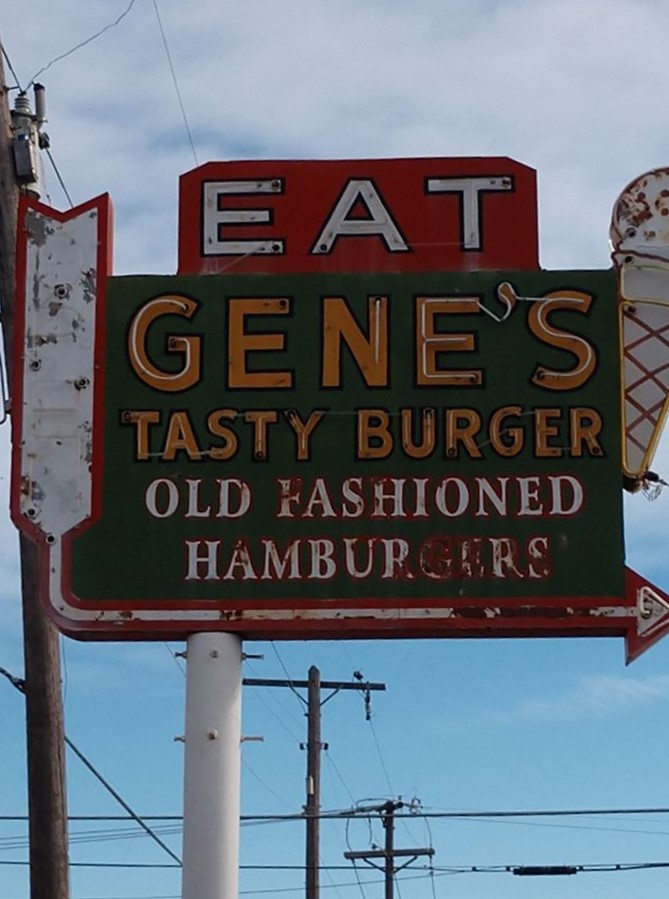 EAT
GENE'S
TASTY BURGER
OLD FASHIONED
HAMBURGERS